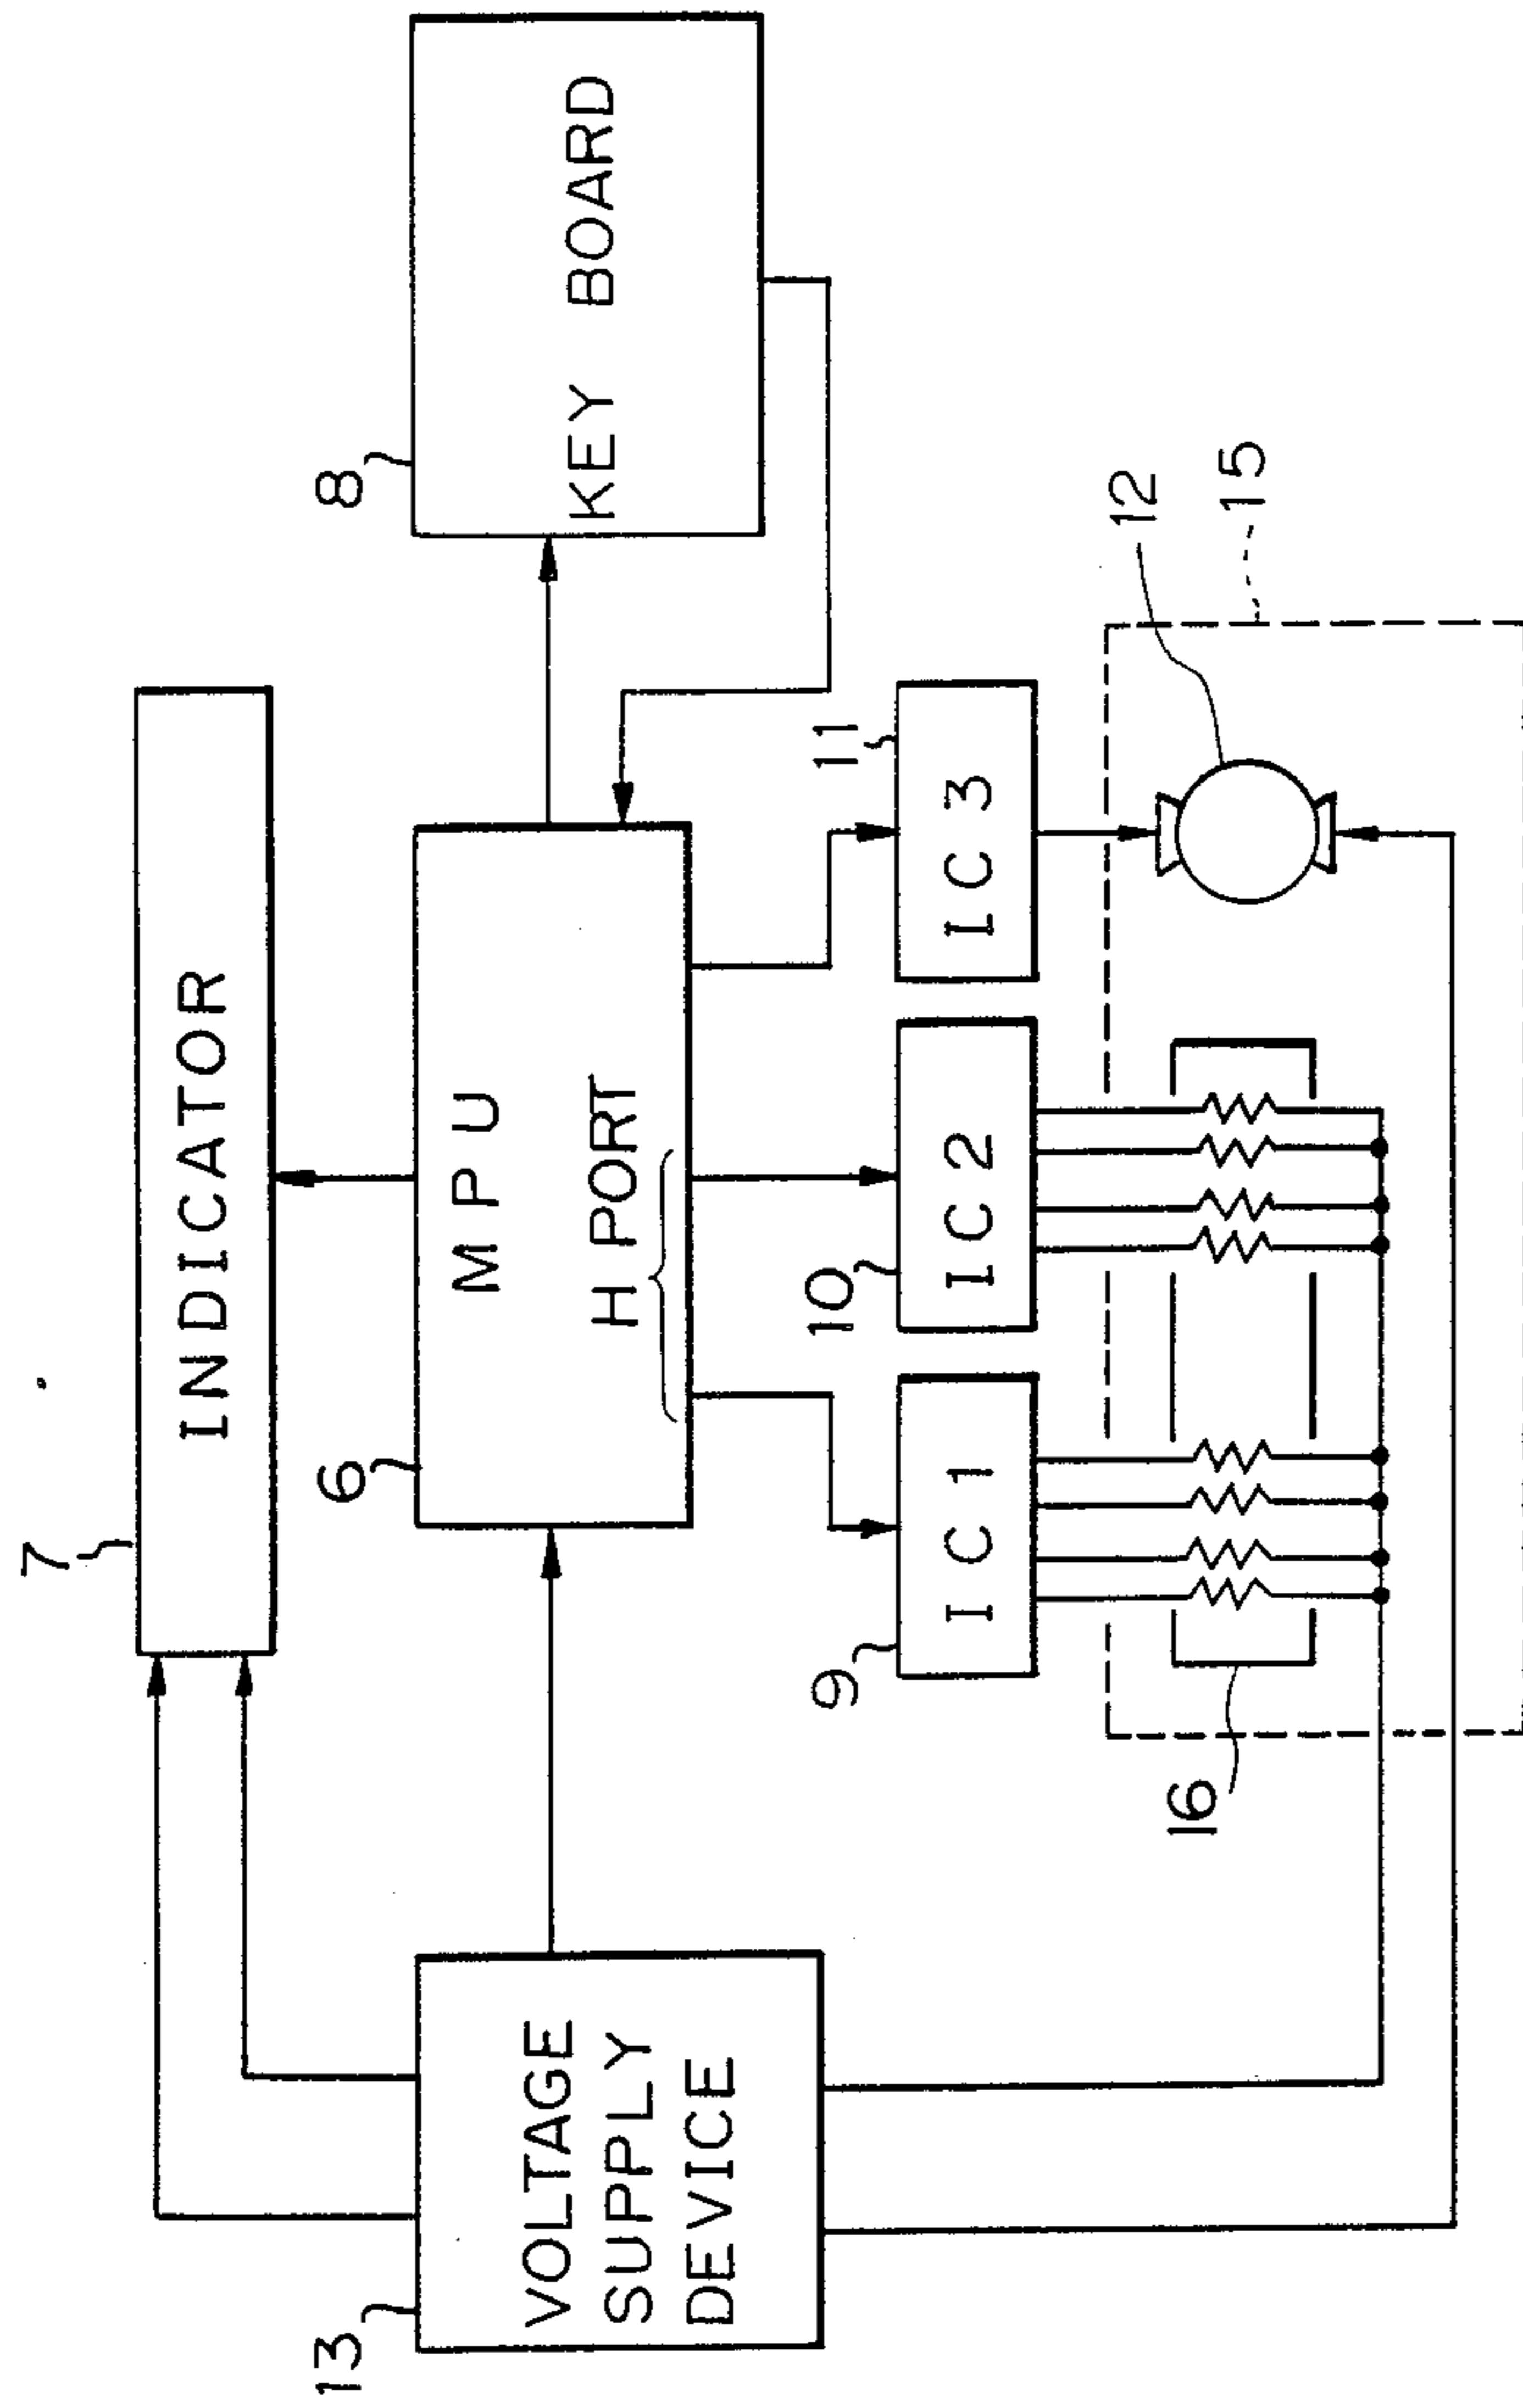 7
INDICATOR
13
VOLTAGE
SUPPLY
DEVICE
6
M P U
H PORT
8
KEY BOARD
9
IC 1
10
IC 2
11
IC 3
16
12
15